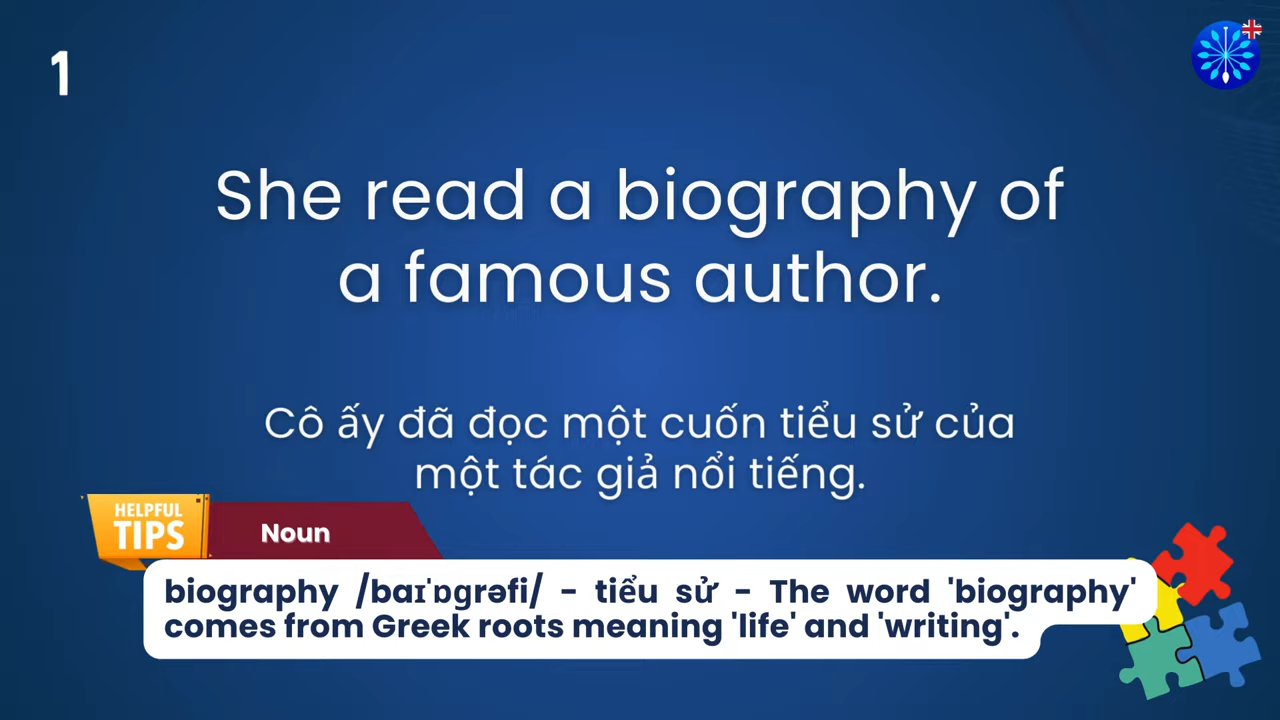 1
She read a biography of
a famous author.
Cô ấy đã đọc một cuốn tiểu sử của
một tác giả nổi tiếng.
HELPFUL
TIPS
Noun
biography /baɪˈɒɡrəfi/ - tiểu sử - The word 'biography'
comes from Greek roots meaning 'life' and 'writing'.